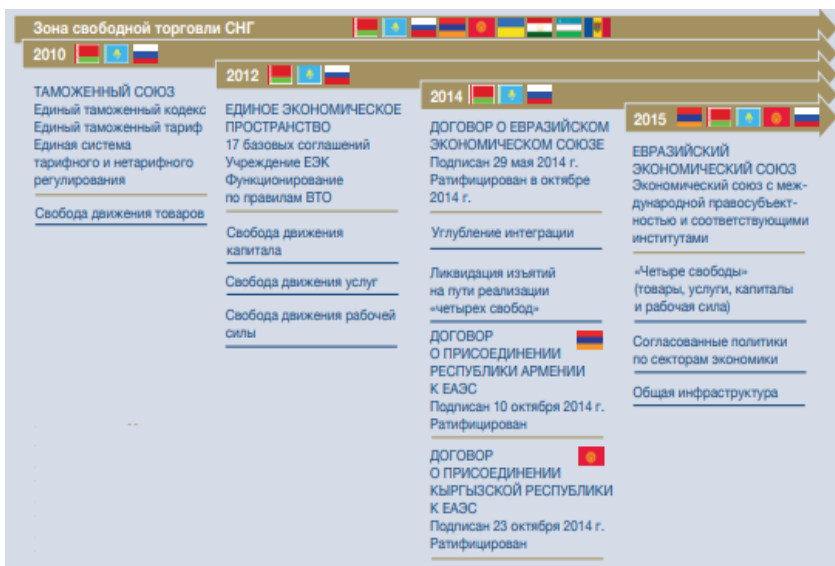 Зона свободной торговли СНГ
2010
ТАМОЖЕННЫЙ СОЮЗ
Единый таможенный кодекс
Единый таможенный тариф
Единая система
тарифного и нетарифного
регулирования
Свобода движения товаров
2012
ЕДИНОЕ ЭКОНОМИЧЕСКОЕ
ПРОСТРАНСТВО
17 базовых соглашений
Учреждение ЕЭК
Функционирование
по правилам ВТО
Свобода движения
капитала
Свобода движения услуг
Свобода движения рабочей
силы
2014
ДОГОВОР О ЕВРАЗИЙСКОМ
ЭКОНОМИЧЕСКОМ СОЮЗЕ
Подписан 29 мая 2014 г.
Ратифицирован в октябре
2014 г.
Углубление интеграции
Ликвидация изъятий
на пути реализации
«четырех свобод»
ДОГОВОР
О ПРИСОЕДИНЕНИИ
РЕСПУБЛИКИ АРМЕНИИ
К ЕАЭС
Подписан 10 октября 2014 г.
Ратифицирован
ДОГОВОР
О ПРИСОЕДИНЕНИИ
КЫРГЫЗСКОЙ РЕСПУБЛИКИ
К ЕАЭС
Подписан 23 октября 2014 г.
Ратифицирован
2015
ЕВРАЗИЙСКИЙ
ЭКОНОМИЧЕСКИЙ СОЮЗ
Экономический союз с меж-
дународной правосубъект-
ностью и соответствующими
институтами
«Четыре свободы»
(товары, услуги, капиталы
и рабочая сила)
Согласованные политики
по секторам экономики
Общая инфраструктура